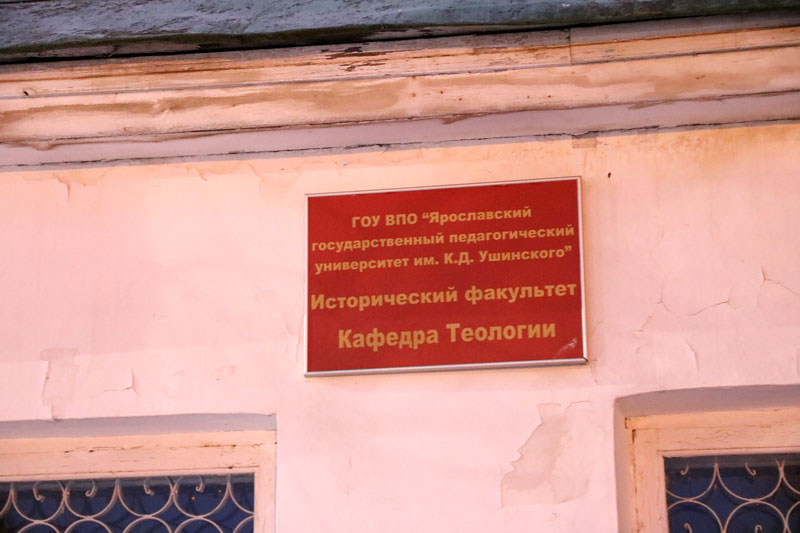 ГОУ ВПО “Ярославский
государственный педагогический
университет им. К.Д. Ушинского”
Исторический факультет
Кафедра Теологии